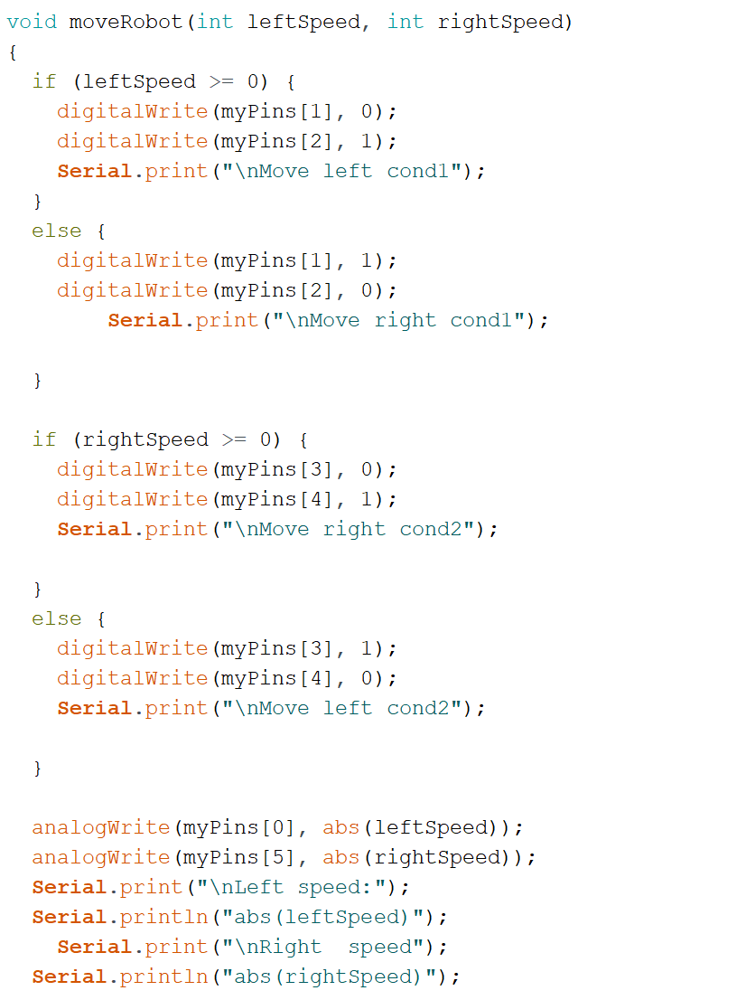 void moveRobot(int leftSpeed, int rightSpeed)
{
  if (leftSpeed >= 0) {
    digitalWrite(myPins[1], 0);
    digitalWrite(myPins[2], 1);
    Serial.print("\nMove left cond1");
  }
  else {
    digitalWrite(myPins[1], 1);
    digitalWrite(myPins[2], 0);
        Serial.print("\nMove right cond1");

  }

  if (rightSpeed >= 0) {
    digitalWrite(myPins[3], 0);
    digitalWrite(myPins[4], 1);
    Serial.print("\nMove right cond2");

  }
  else {
    digitalWrite(myPins[3], 1);
    digitalWrite(myPins[4], 0);
    Serial.print("\nMove left cond2");

  }

  analogWrite(myPins[0], abs(leftSpeed));
  analogWrite(myPins[5], abs(rightSpeed));
  Serial.print("\nLeft speed:");
  Serial.println("abs(leftSpeed)");
    Serial.print("\nRight  speed");
  Serial.println("abs(rightSpeed)");